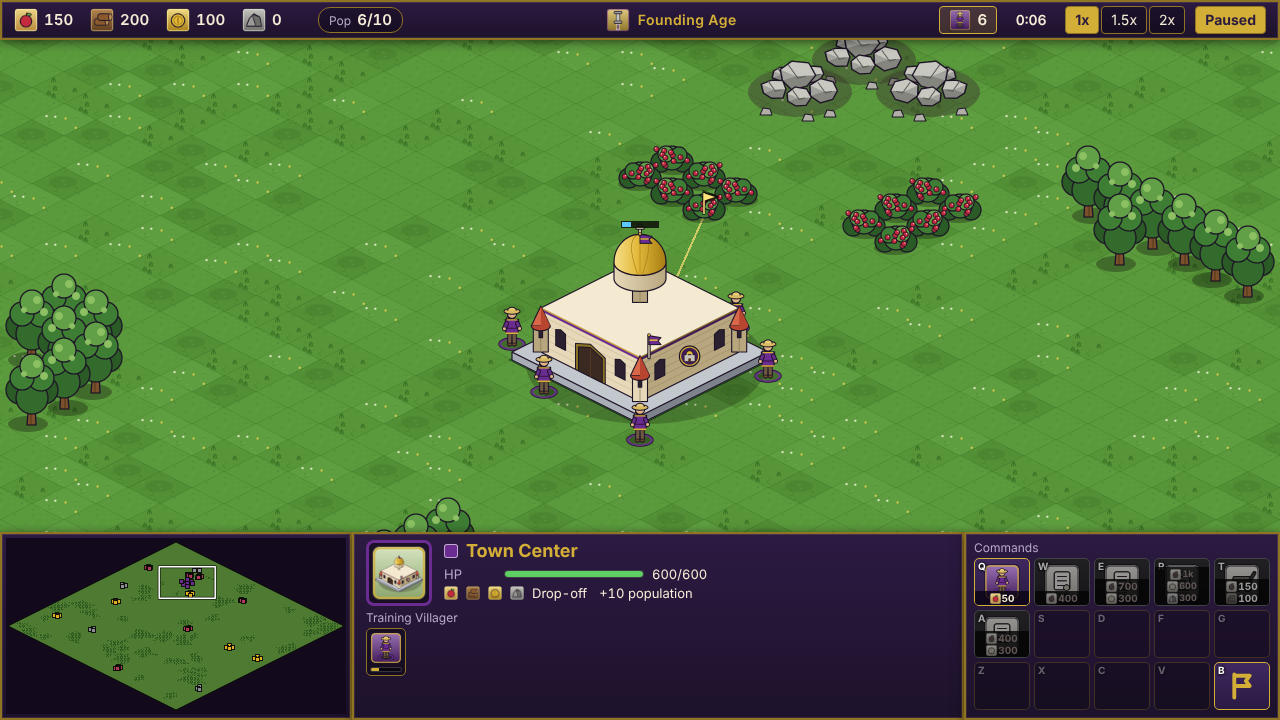 150 200 100 0 Pop 6/10 Founding Age 6 0:06 1x 1.5x 2x Paused
Town Center
HP 600/600
Drop-off +10 population
Training Villager
Commands
Q W E R T
50 400 700 300 1k 600 300 150 100
A S D F G
400 300
Z X C V B